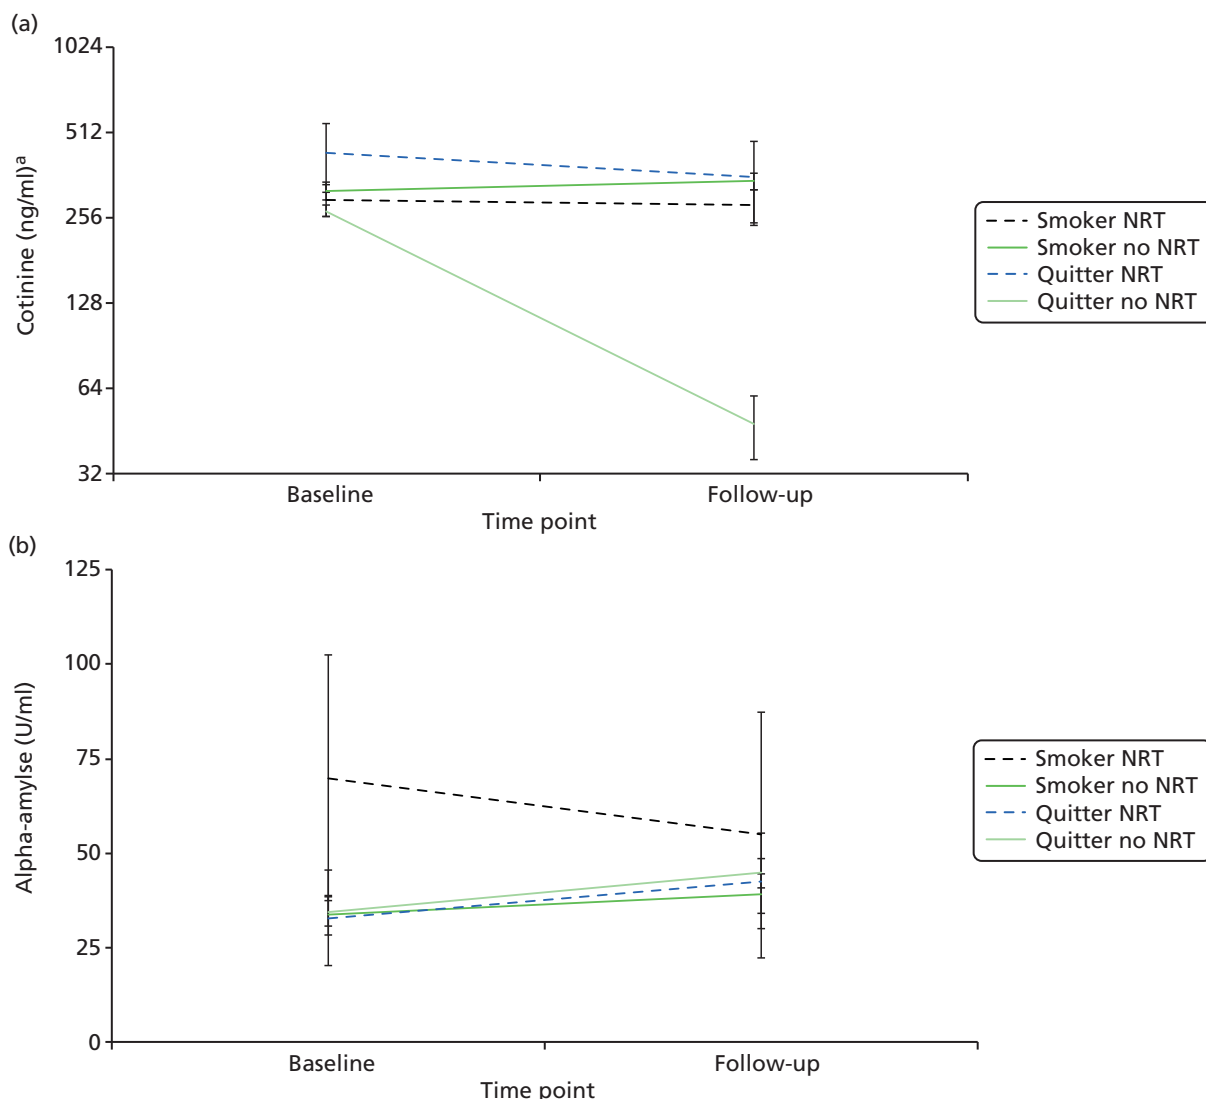 (a)
1024
512
256
128
64
32
Cotinine (ng/ml)ᵃ
Baseline
Follow-up
Time point
Smoker NRT
Smoker no NRT
Quitter NRT
Quitter no NRT
(b)
125
100
75
50
25
0
Alpha-amylse (U/ml)
Baseline
Follow-up
Time point
Smoker NRT
Smoker no NRT
Quitter NRT
Quitter no NRT